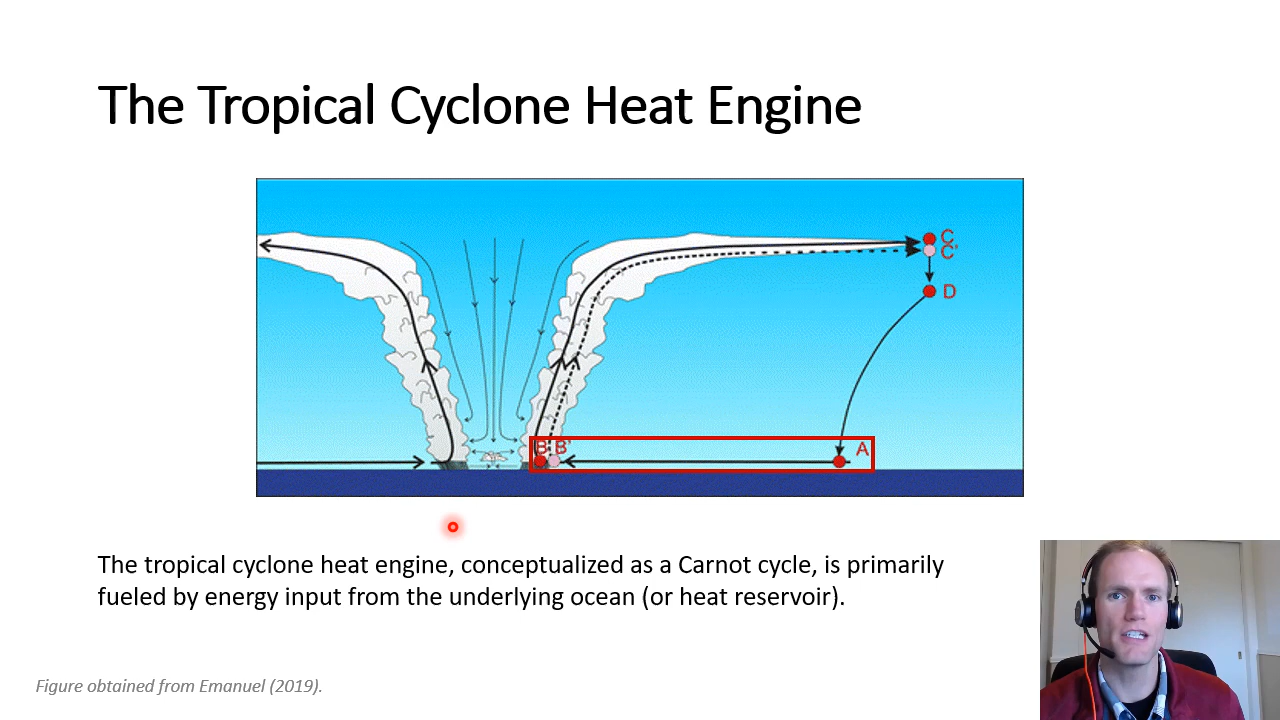 The Tropical Cyclone Heat Engine
C
C'
D
B B'
A
The tropical cyclone heat engine, conceptualized as a Carnot cycle, is primarily
fueled by energy input from the underlying ocean (or heat reservoir).
Figure obtained from Emanuel (2019).